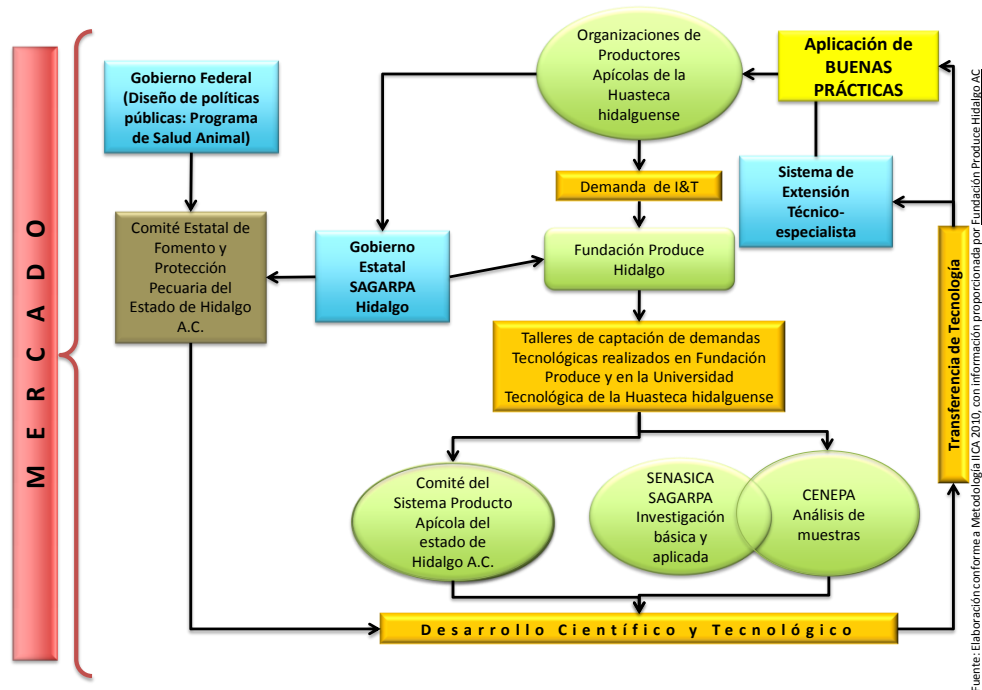 M E R C A D O
Gobierno Federal
(Diseño de políticas
públicas: Programa
de Salud Animal)
Comité Estatal de
Fomento y
Protección
Pecuaria del
Estado de Hidalgo
A.C.
Gobierno
Estatal
SAGARPA
Hidalgo
Organizaciones de
Productores
Apícolas de la
Huasteca
hidalguense
Demanda de I&T
Fundación Produce
Hidalgo
Talleres de captación de demandas
Tecnológicas realizados en Fundación
Produce y en la Universidad
Tecnológica de la Huasteca hidalguense
Comité del
Sistema Producto
Apícola del
estado de
Hidalgo A.C.
SENASICA
SAGARPA
Investigación
básica y
aplicada
CENEPA
Análisis de
muestras
Desarrollo Científico y Tecnológico
Aplicación de
BUENAS
PRÁCTICAS
Sistema de
Extensión
Técnico-
especialista
Transferencia de Tecnología
Fuente: Elaboración conforme a Metodología IICA 2010, con información proporcionada por Fundación Produce Hidalgo AC